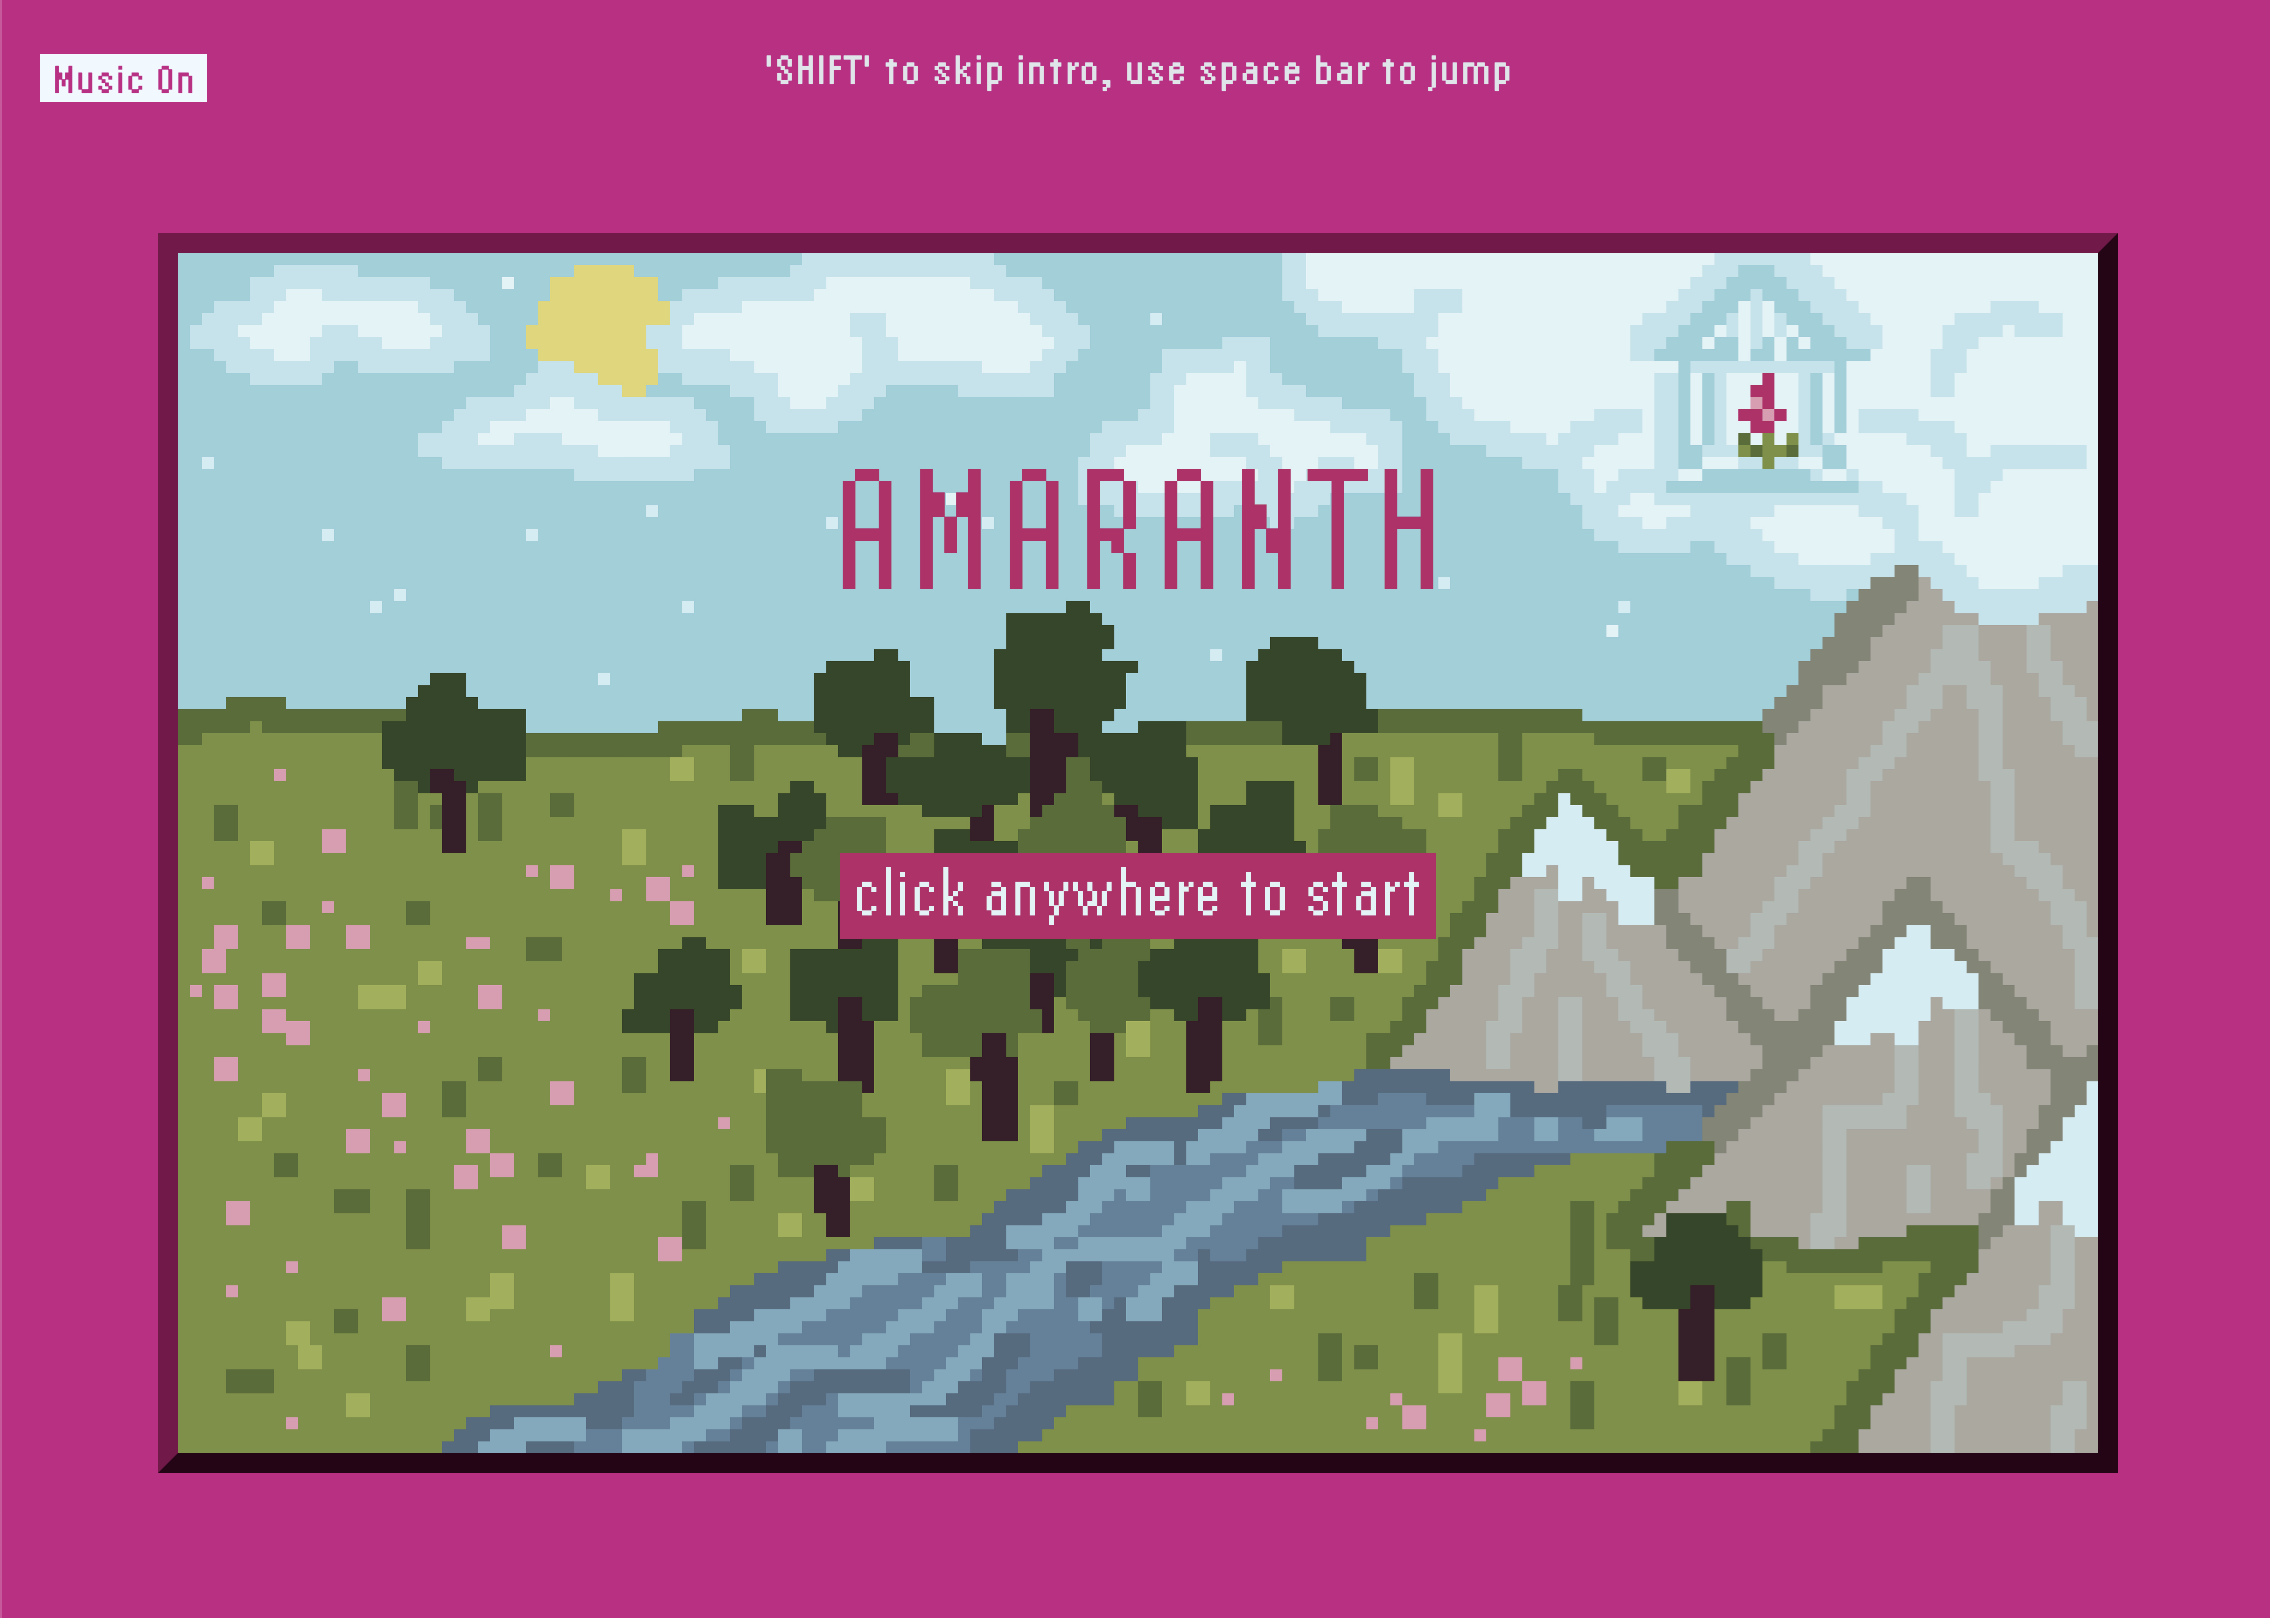 'SHIFT' to skip intro, use space bar to jump
Music On
AMARANTH
click anywhere to start